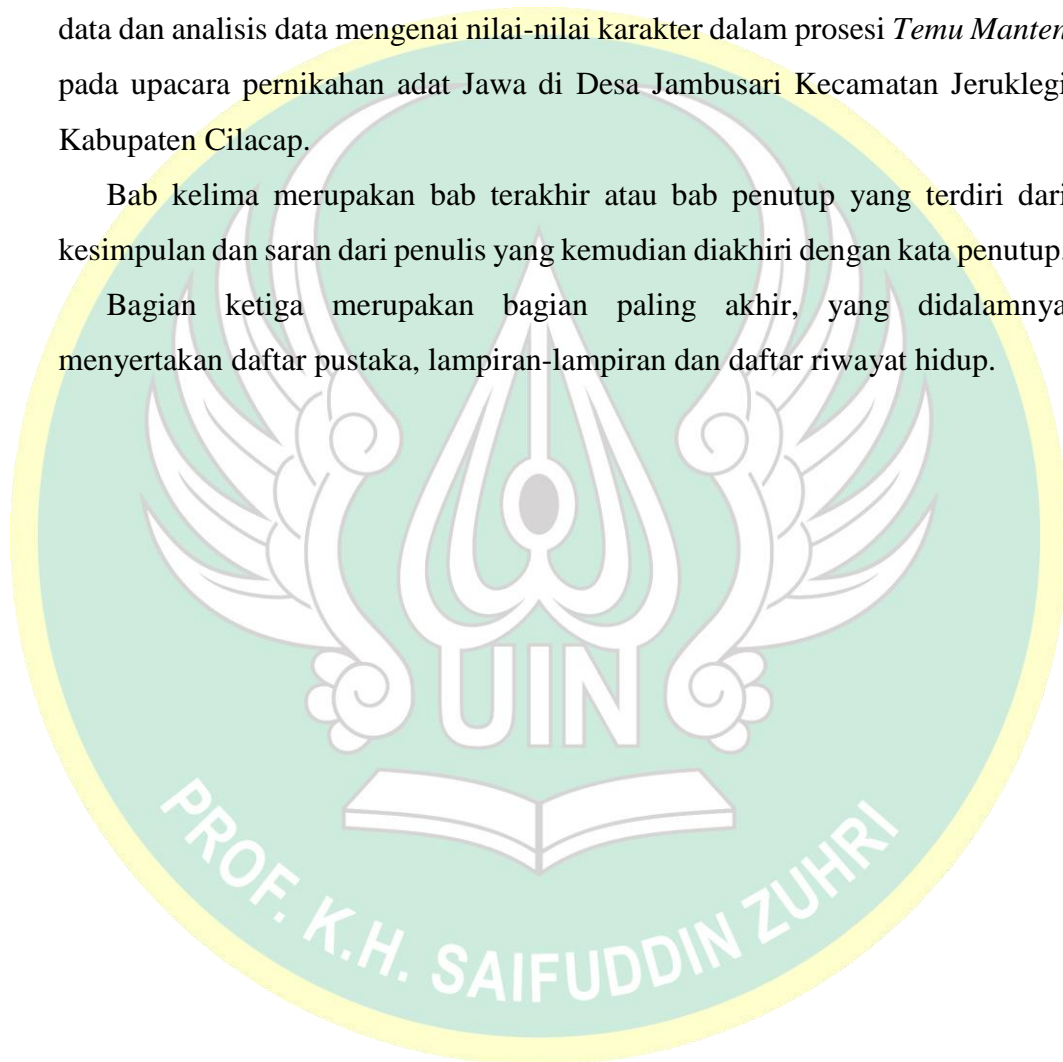 data dan analisis data mengenai nilai-nilai karakter dalam prosesi Temu Manten
pada upacara pernikahan adat Jawa di Desa Jambusari Kecamatan Jeruklegi
Kabupaten Cilacap.
Bab kelima merupakan bab terakhir atau bab penutup yang terdiri dari
kesimpulan dan saran dari penulis yang kemudian diakhiri dengan kata penutup.
Bagian ketiga merupakan bagian paling akhir, yang didalamnya
menyertakan daftar pustaka, lampiran-lampiran dan daftar riwayat hidup.
UIN
PROF. K.H. SAIFUDDIN ZUHRI